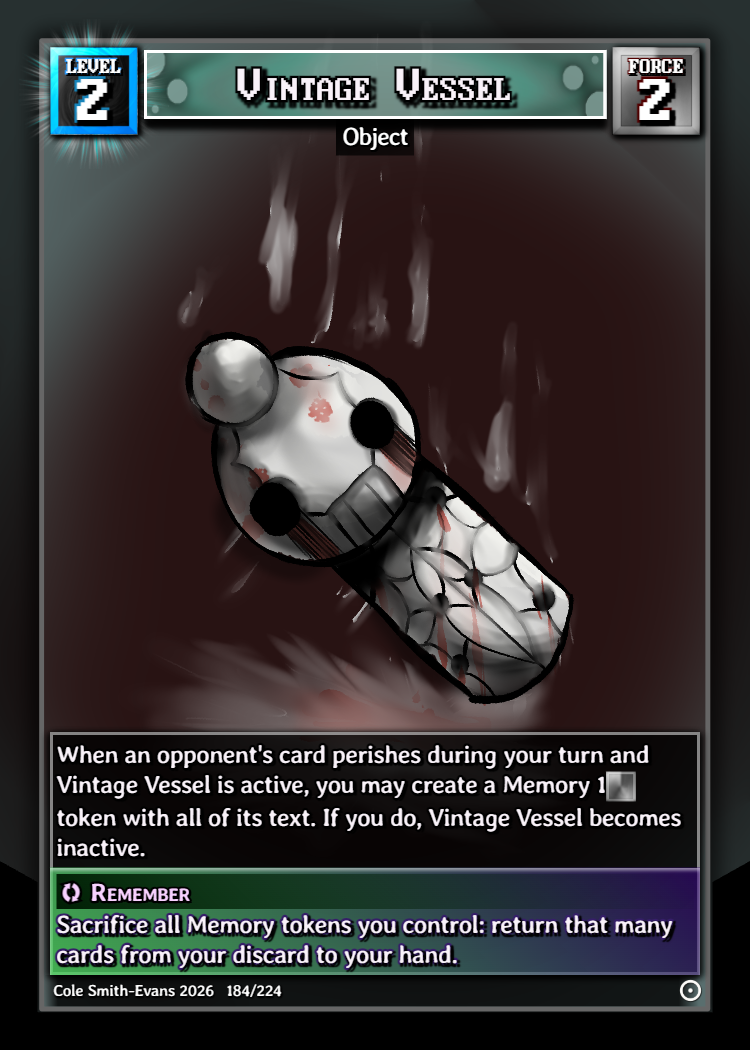 LEVEL
2
Vintage Vessel
FORCE
2
Object
When an opponent's card perishes during your turn and
Vintage Vessel is active, you may create a Memory 1
token with all of its text. If you do, Vintage Vessel becomes
inactive.
Remember
Sacrifice all Memory tokens you control: return that many
cards from your discard to your hand.
Cole Smith-Evans 2026 184/224